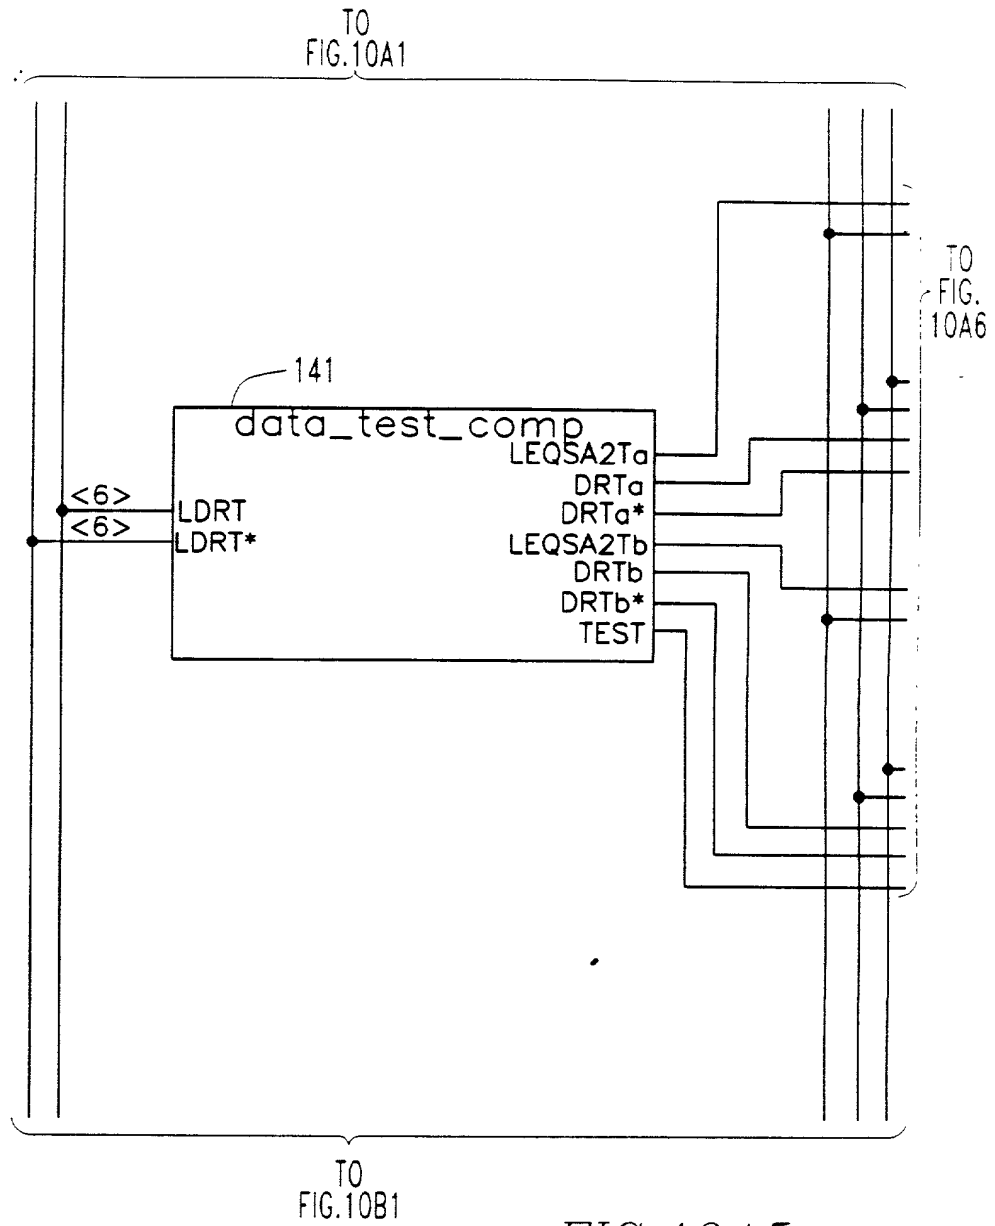 TO
FIG.10A1
TO
FIG.
10A6
141
data_test_comp
LEQSA2Ta
DRTa
<6>
LDRT
DRTa*
<6>
LDRT*
LEQSA2Tb
DRTb
DRTb*
TEST
TO
FIG.10B1